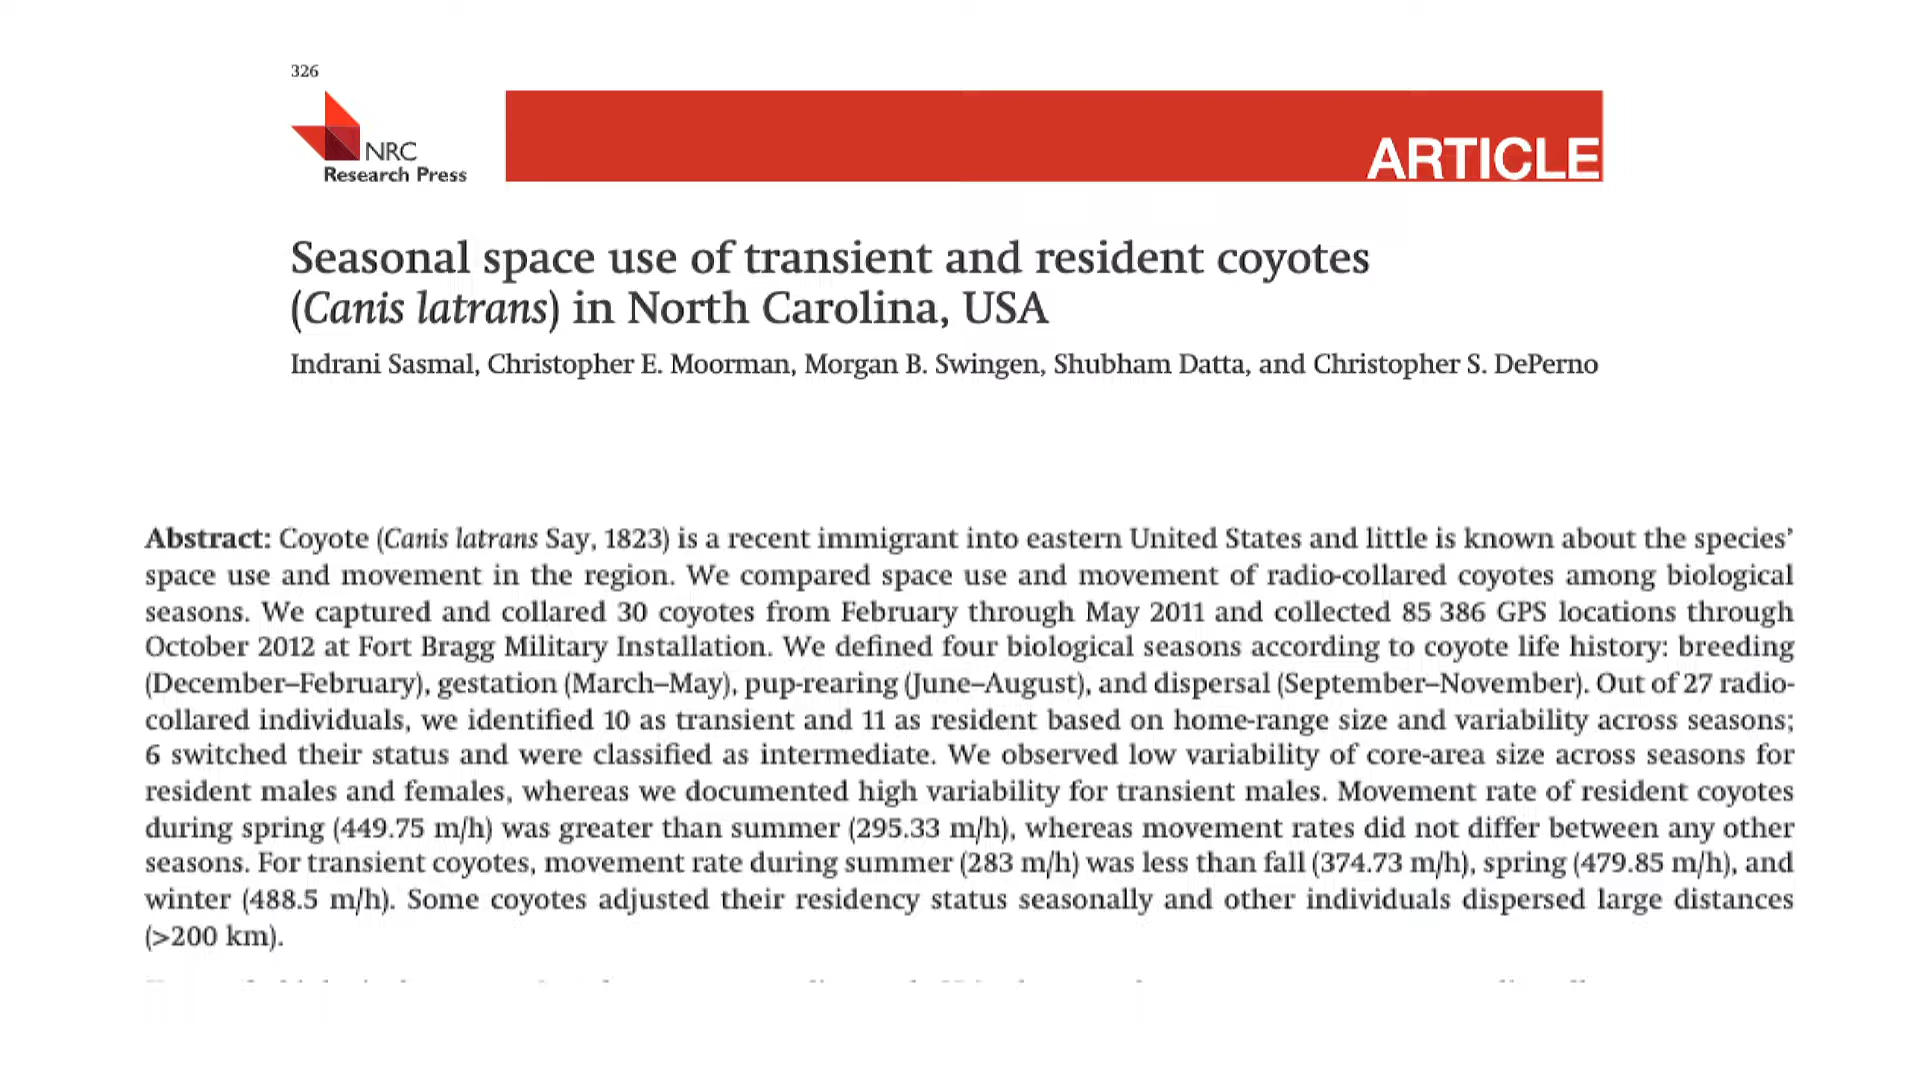 326
NRC
Research Press
ARTICLE
Seasonal space use of transient and resident coyotes
(Canis latrans) in North Carolina, USA
Indrani Sasmal, Christopher E. Moorman, Morgan B. Swingen, Shubham Datta, and Christopher S. DePerno
Abstract: Coyote (Canis latrans Say, 1823) is a recent immigrant into eastern United States and little is known about the species’
space use and movement in the region. We compared space use and movement of radio-collared coyotes among biological
seasons. We captured and collared 30 coyotes from February through May 2011 and collected 85 386 GPS locations through
October 2012 at Fort Bragg Military Installation. We defined four biological seasons according to coyote life history: breeding
(December–February), gestation (March–May), pup-rearing (June–August), and dispersal (September–November). Out of 27 radio-
collared individuals, we identified 10 as transient and 11 as resident based on home-range size and variability across seasons;
6 switched their status and were classified as intermediate. We observed low variability of core-area size across seasons for
resident males and females, whereas we documented high variability for transient males. Movement rate of resident coyotes
during spring (449.75 m/h) was greater than summer (295.33 m/h), whereas movement rates did not differ between any other
seasons. For transient coyotes, movement rate during summer (283 m/h) was less than fall (374.73 m/h), spring (479.85 m/h), and
winter (488.5 m/h). Some coyotes adjusted their residency status seasonally and other individuals dispersed large distances
(>200 km).